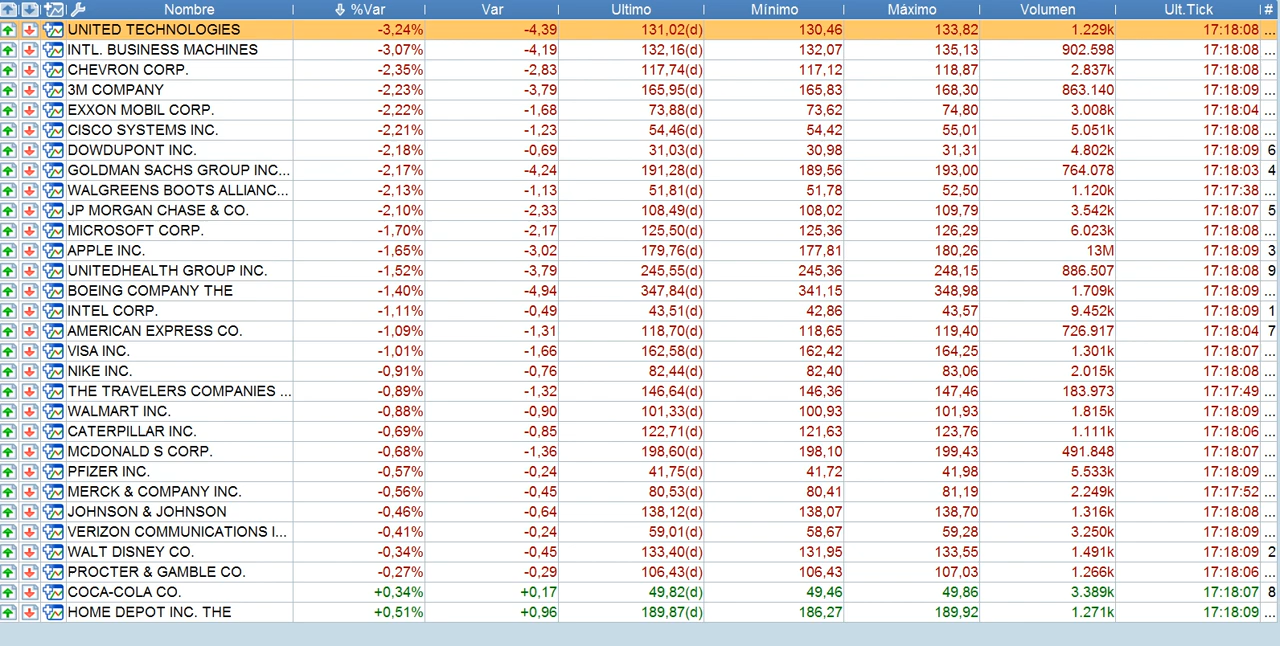 Nombre %Var Var Ultimo Mínimo Máximo Volumen Ult.Tick #
UNITED TECHNOLOGIES -3,24% -4,39 131,02(d) 130,46 133,82 1.229k 17:18:08 ...
INTL. BUSINESS MACHINES -3,07% -4,19 132,16(d) 132,07 135,13 902.598 17:18:08 ...
CHEVRON CORP. -2,35% -2,83 117,74(d) 117,12 118,87 2.837k 17:18:08 ...
3M COMPANY -2,23% -3,79 165,95(d) 165,83 168,30 863.140 17:18:09 ...
EXXON MOBIL CORP. -2,22% -1,68 73,88(d) 73,62 74,80 3.008k 17:18:04 ...
CISCO SYSTEMS INC. -2,21% -1,23 54,46(d) 54,42 55,01 5.051k 17:18:08 ...
DOWDUPONT INC. -2,18% -0,69 31,03(d) 30,98 31,31 4.802k 17:18:09 6
GOLDMAN SACHS GROUP INC... -2,17% -4,24 191,28(d) 189,56 193,00 764.078 17:18:03 4
WALGREENS BOOTS ALLIANC... -2,13% -1,13 51,81(d) 51,78 52,50 1.120k 17:17:38 ...
JP MORGAN CHASE & CO. -2,10% -2,33 108,49(d) 108,02 109,79 3.542k 17:18:07 5
MICROSOFT CORP. -1,70% -2,17 125,50(d) 125,36 126,29 6.023k 17:18:08 ...
APPLE INC. -1,65% -3,02 179,76(d) 177,81 180,26 13M 17:18:09 3
UNITEDHEALTH GROUP INC. -1,52% -3,79 245,55(d) 245,36 248,15 886.507 17:18:08 9
BOEING COMPANY THE -1,40% -4,94 347,84(d) 341,15 348,98 1.709k 17:18:09 ...
INTEL CORP. -1,11% -0,49 43,51(d) 42,86 43,57 9.452k 17:18:09 1
AMERICAN EXPRESS CO. -1,09% -1,31 118,70(d) 118,65 119,40 726.917 17:18:04 7
VISA INC. -1,01% -1,66 162,58(d) 162,42 164,25 1.301k 17:18:07 ...
NIKE INC. -0,91% -0,76 82,44(d) 82,40 83,06 2.015k 17:18:08 ...
THE TRAVELERS COMPANIES ... -0,89% -1,32 146,64(d) 146,36 147,46 183.973 17:17:49 ...
WALMART INC. -0,88% -0,90 101,33(d) 100,93 101,93 1.815k 17:18:09 ...
CATERPILLAR INC. -0,69% -0,85 122,71(d) 121,63 123,76 1.111k 17:18:06 ...
MCDONALD S CORP. -0,68% -1,36 198,60(d) 198,10 199,43 491.848 17:18:07 ...
PFIZER INC. -0,57% -0,24 41,75(d) 41,72 41,98 5.533k 17:18:09 ...
MERCK & COMPANY INC. -0,56% -0,45 80,53(d) 80,41 81,19 2.249k 17:17:52 ...
JOHNSON & JOHNSON -0,46% -0,64 138,12(d) 138,07 138,70 1.316k 17:18:08 ...
VERIZON COMMUNICATIONS I... -0,41% -0,24 59,01(d) 58,67 59,28 3.250k 17:18:09 ...
WALT DISNEY CO. -0,34% -0,45 133,40(d) 131,95 133,55 1.491k 17:18:09 2
PROCTER & GAMBLE CO. -0,27% -0,29 106,43(d) 106,43 107,03 1.266k 17:18:06 ...
COCA-COLA CO. +0,34% +0,17 49,82(d) 49,46 49,86 3.389k 17:18:07 8
HOME DEPOT INC. THE +0,51% +0,96 189,87(d) 186,27 189,92 1.271k 17:18:09 ...